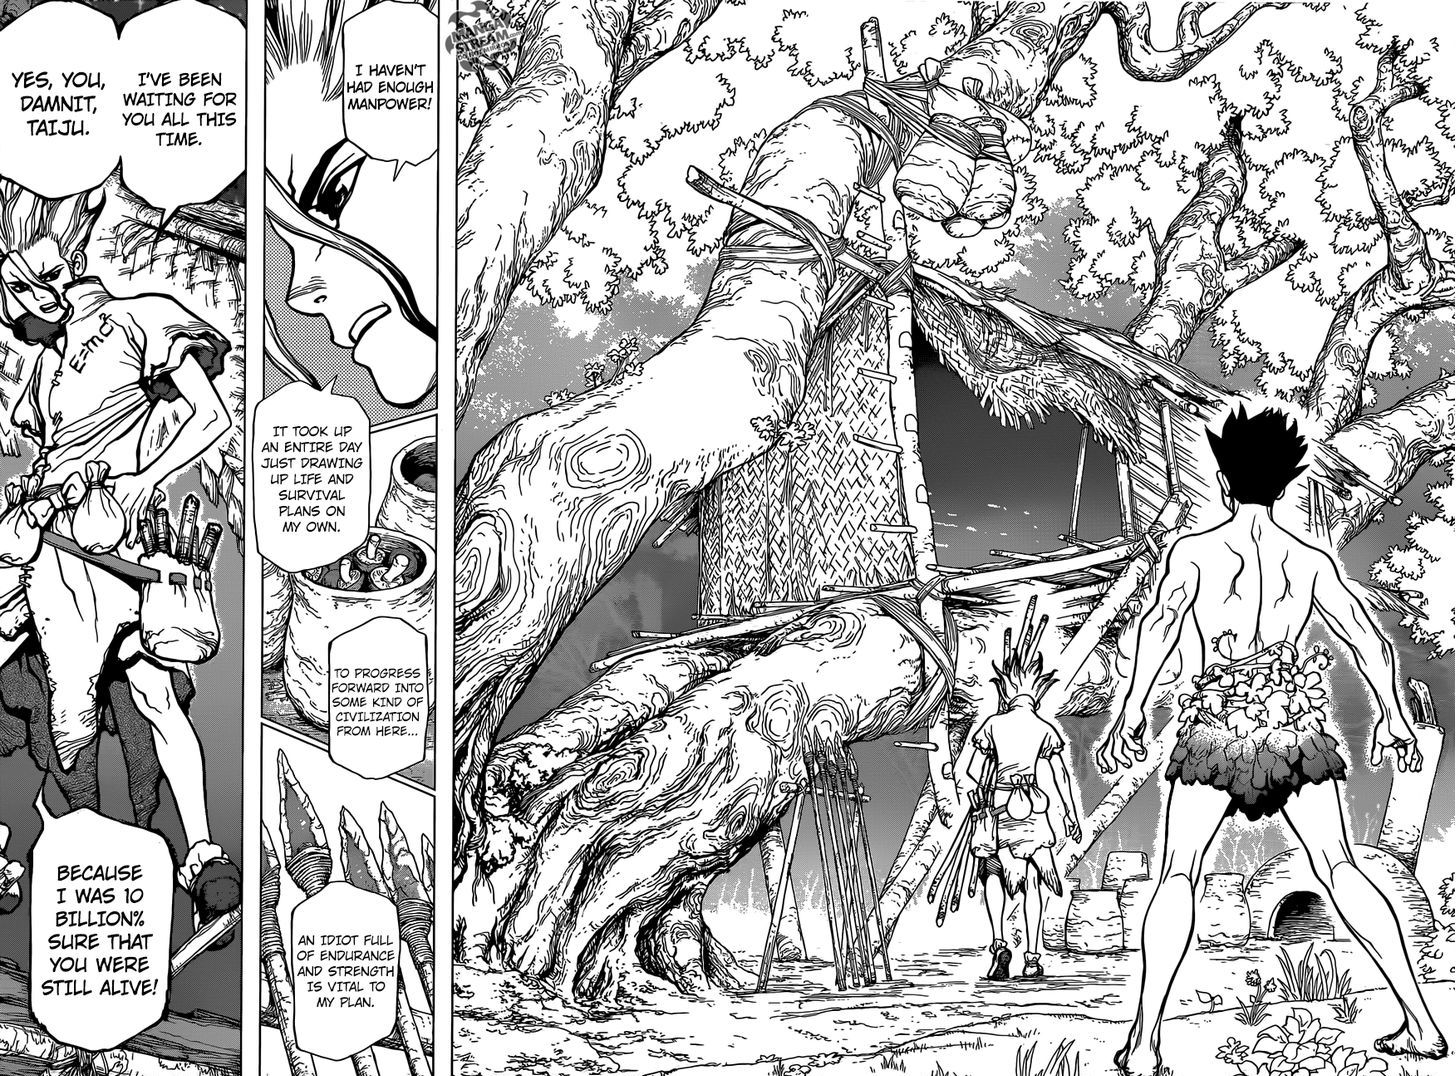 I HAVEN'T
HAD ENOUGH
MANPOWER!
IT TOOK UP
AN ENTIRE DAY
JUST DRAWING
UP LIFE AND
SURVIVAL
PLANS ON
MY OWN.
TO PROGRESS
FORWARD INTO
SOME KIND OF
CIVILIZATION
FROM HERE...
AN IDIOT FULL
OF ENDURANCE
AND STRENGTH
IS VITAL TO
MY PLAN.
I'VE BEEN
WAITING FOR
YOU ALL THIS
TIME.
YES, YOU,
DAMNIT,
TAIJU.
E=mc²
BECAUSE
I WAS 10
BILLION%
SURE THAT
YOU WERE
STILL ALIVE!
MANGA
STREAM